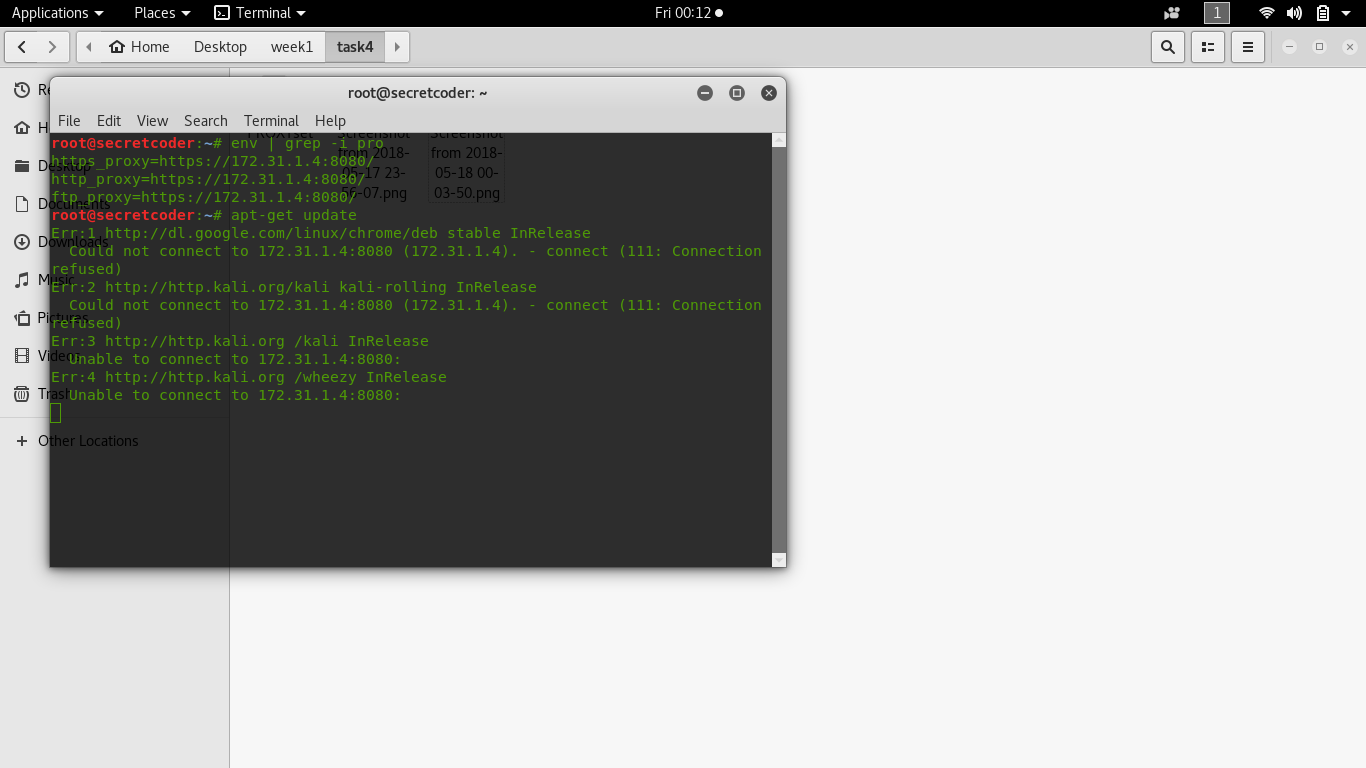 Applications Places Terminal Fri 00:12 1
Home Desktop week1 task4
root@secretcoder: ~
File Edit View Search Terminal Help
root@secretcoder:~# env | grep -i pro
https_proxy=https://172.31.1.4:8080/
http_proxy=https://172.31.1.4:8080/
ftp_proxy=https://172.31.1.4:8080/
root@secretcoder:~# apt-get update
Err:1 http://dl.google.com/linux/chrome/deb stable InRelease
  Could not connect to 172.31.1.4:8080 (172.31.1.4). - connect (111: Connection
refused)
Err:2 http://http.kali.org/kali kali-rolling InRelease
  Could not connect to 172.31.1.4:8080 (172.31.1.4). - connect (111: Connection
refused)
Err:3 http://http.kali.org /kali InRelease
  Unable to connect to 172.31.1.4:8080:
Err:4 http://http.kali.org /wheezy InRelease
  Unable to connect to 172.31.1.4:8080:
Desktop
Documents
Downloads
Music
Pictures
Videos
Trash
Other Locations
Screenshot
from 2018-
05-17 23-
56-07.png
Screenshot
from 2018-
05-18 00-
03-50.png